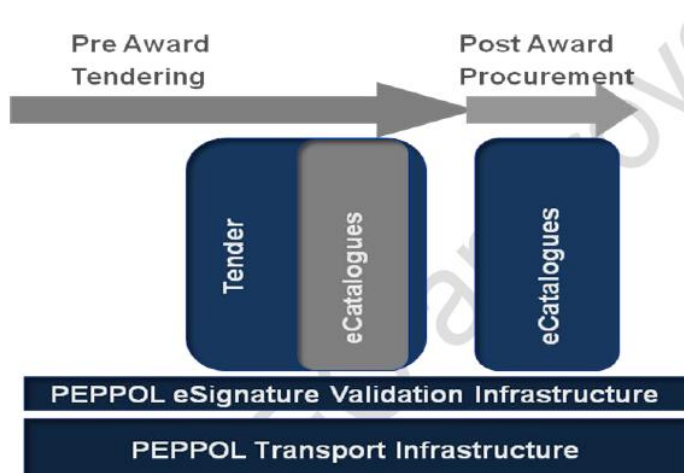 Pre Award
Tendering
Post Award
Procurement
Tender
eCatalogues
eCatalogues
PEPPOL eSignature Validation Infrastructure
PEPPOL Transport Infrastructure